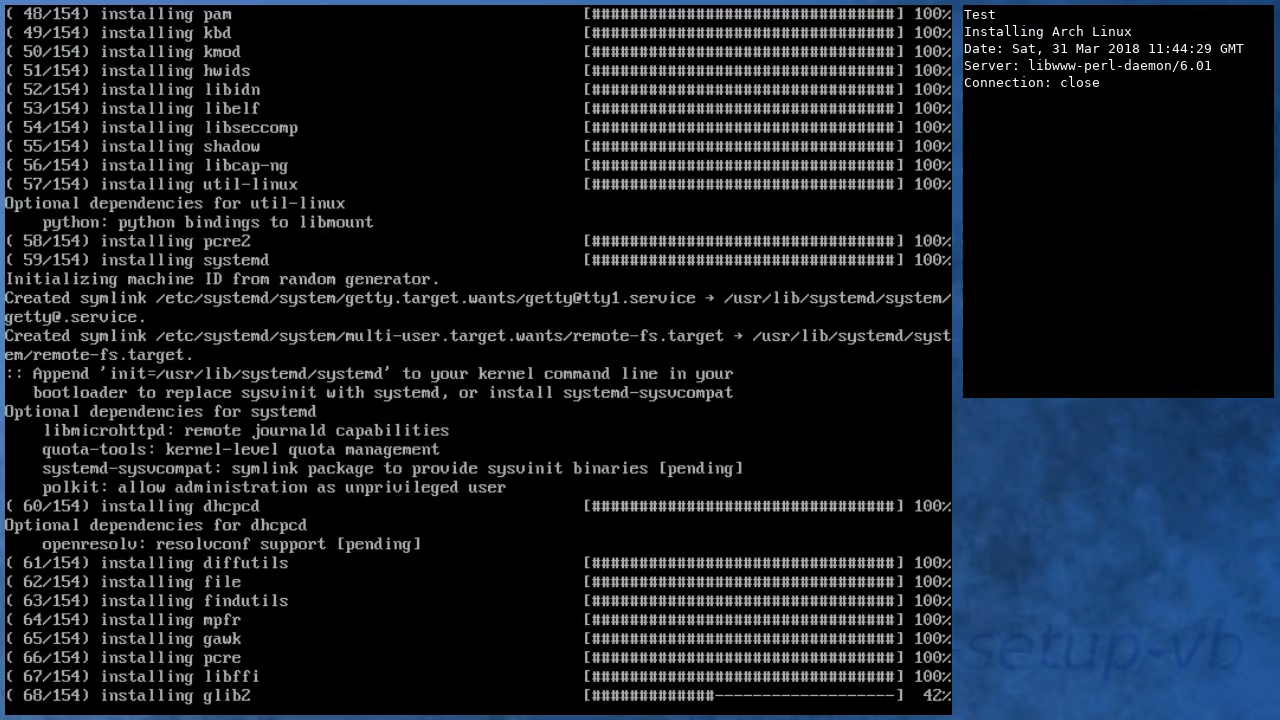 ( 48/154) installing pam [################################] 100%
( 49/154) installing kbd [################################] 100%
( 50/154) installing kmod [################################] 100%
( 51/154) installing hwids [################################] 100%
( 52/154) installing libidn [################################] 100%
( 53/154) installing libelf [################################] 100%
( 54/154) installing libseccomp [################################] 100%
( 55/154) installing shadow [################################] 100%
( 56/154) installing libcap-ng [################################] 100%
( 57/154) installing util-linux [################################] 100%
Optional dependencies for util-linux
    python: python bindings to libmount
( 58/154) installing pcre2 [################################] 100%
( 59/154) installing systemd [################################] 100%
Initializing machine ID from random generator.
Created symlink /etc/systemd/system/getty.target.wants/getty@tty1.service → /usr/lib/systemd/system/
getty@.service.
Created symlink /etc/systemd/system/multi-user.target.wants/remote-fs.target → /usr/lib/systemd/syst
em/remote-fs.target.
:: Append 'init=/usr/lib/systemd/systemd' to your kernel command line in your
   bootloader to replace sysvinit with systemd, or install systemd-sysvcompat
Optional dependencies for systemd
    libmicrohttpd: remote journald capabilities
    quota-tools: kernel-level quota management
    systemd-sysvcompat: symlink package to provide sysvinit binaries [pending]
    polkit: allow administration as unprivileged user
( 60/154) installing dhcpcd [################################] 100%
Optional dependencies for dhcpcd
    openresolv: resolvconf support [pending]
( 61/154) installing diffutils [################################] 100%
( 62/154) installing file [################################] 100%
( 63/154) installing findutils [################################] 100%
( 64/154) installing mpfr [################################] 100%
( 65/154) installing gawk [################################] 100%
( 66/154) installing pcre [################################] 100%
( 67/154) installing libffi [################################] 100%
( 68/154) installing glib2 [#############-------------------] 42%
Test
Installing Arch Linux
Date: Sat, 31 Mar 2018 11:44:29 GMT
Server: libwww-perl-daemon/6.01
Connection: close
setup-vb